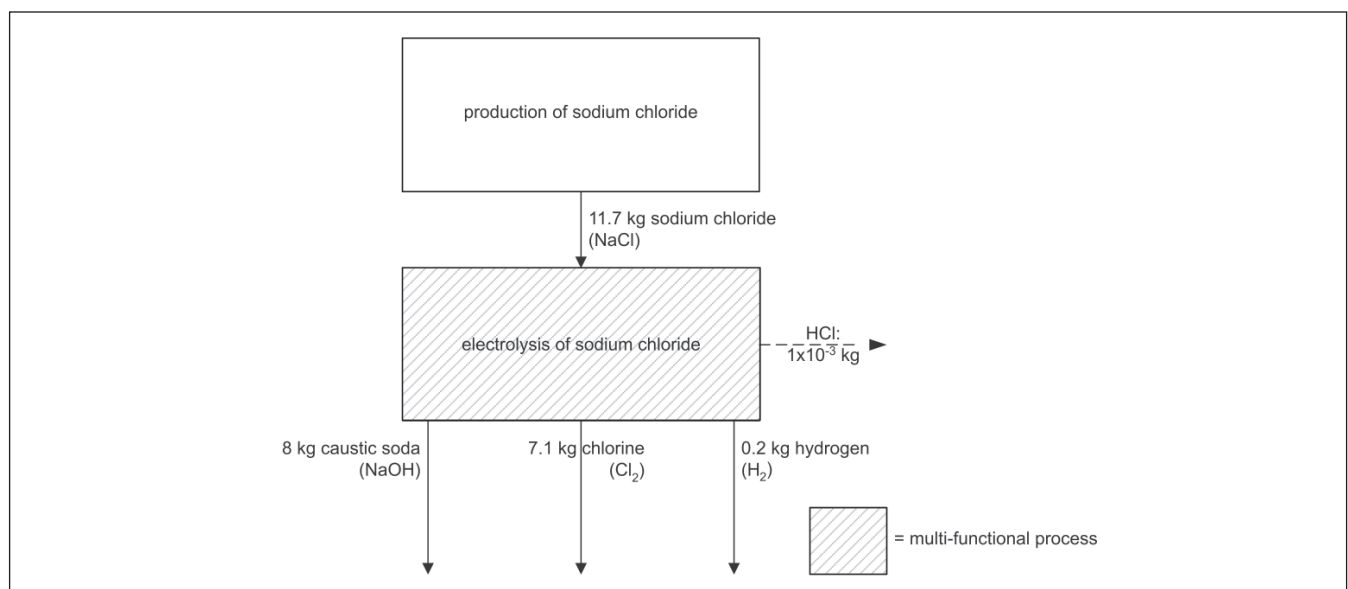 production of sodium chloride
11.7 kg sodium chloride
(NaCl)
electrolysis of sodium chloride
HCl:
1x10⁻³ kg
8 kg caustic soda
(NaOH)
7.1 kg chlorine
(Cl₂)
0.2 kg hydrogen
(H₂)
= multi-functional process